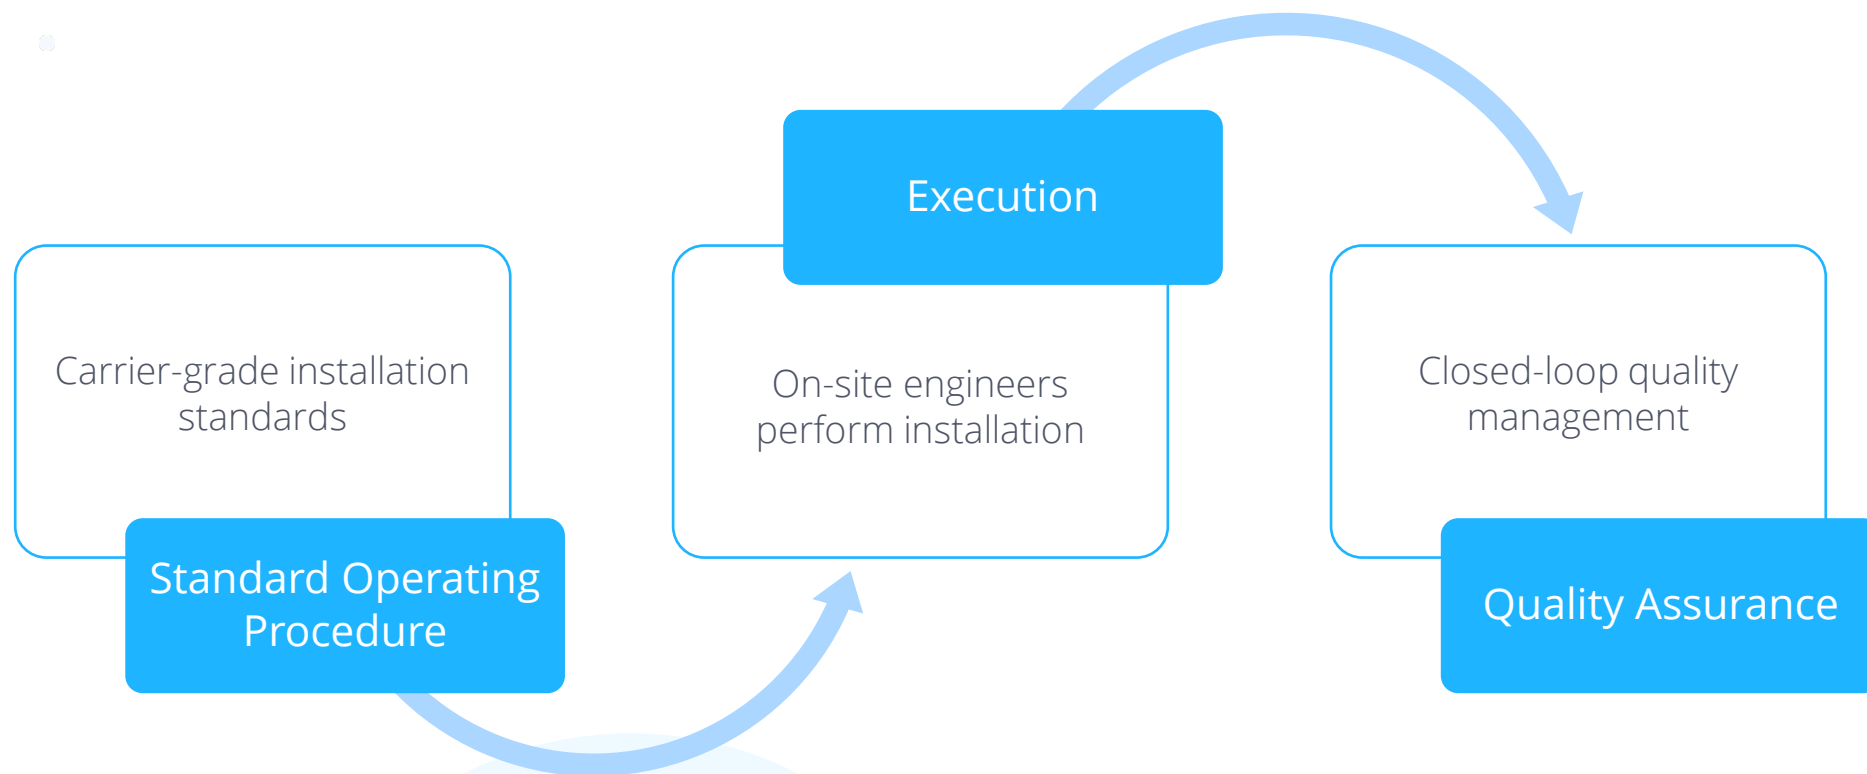 Carrier-grade installation
standards
Standard Operating
Procedure
Execution
On-site engineers
perform installation
Closed-loop quality
management
Quality Assurance